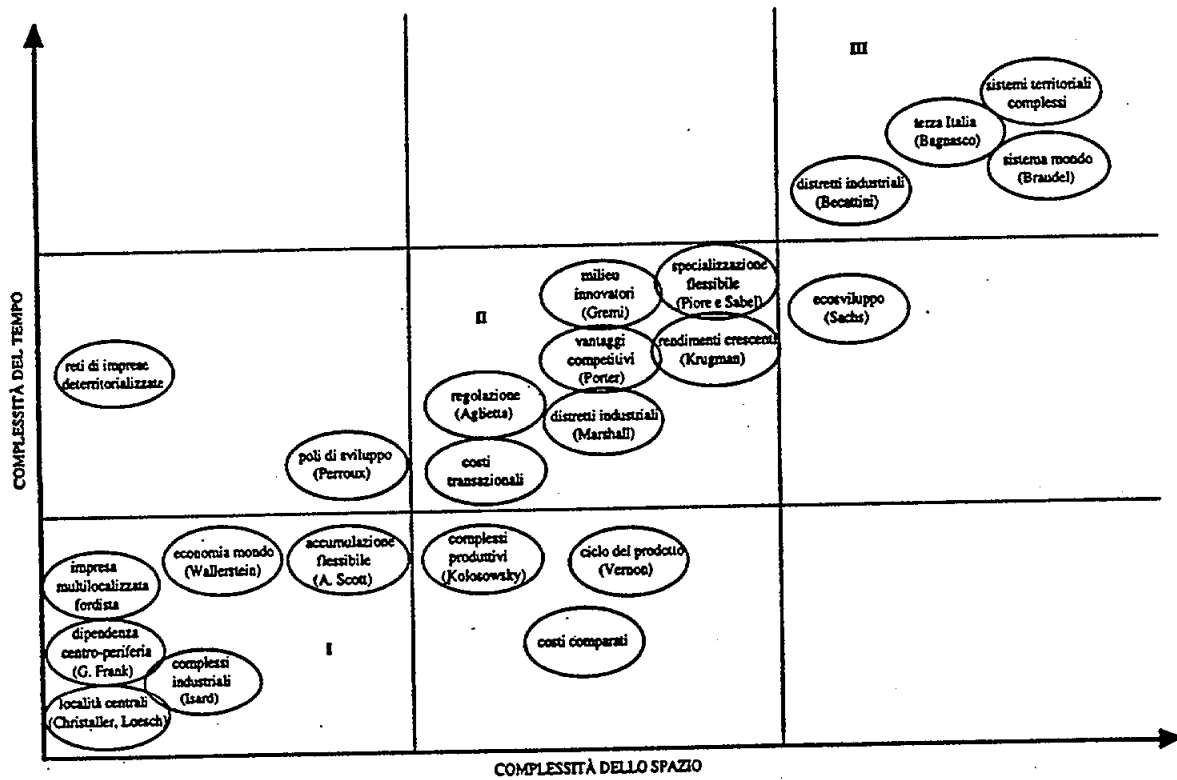 III
sistemi territoriali
complessi
terza Italia
(Bagnasco)
sistema mondo
(Braudel)
distretti industriali
(Becattini)
COMPLESSITÀ DEL TEMPO
milieu
innovatori
(Gremi)
specializzazione
flessibile
(Piore e Sabel)
ecosviluppo
(Sachs)
II
vantaggi
competitivi
(Porter)
rendimenti crescenti
(Krugman)
reti di imprese
deterritorializzate
regolazione
(Aglietta)
distretti industriali
(Marshall)
poli di sviluppo
(Perroux)
costi
transazionali
impresa
multilocalizzata
fordista
economia mondo
(Wallerstein)
accumulazione
flessibile
(A. Scott)
complessi
produttivi
(Kolosowsky)
ciclo del prodotto
(Vernon)
dipendenza
centro-periferia
(G. Frank)
complessi
industriali
(Isard)
I
costi comparati
località centrali
(Christaller, Loesch)
COMPLESSITÀ DELLO SPAZIO